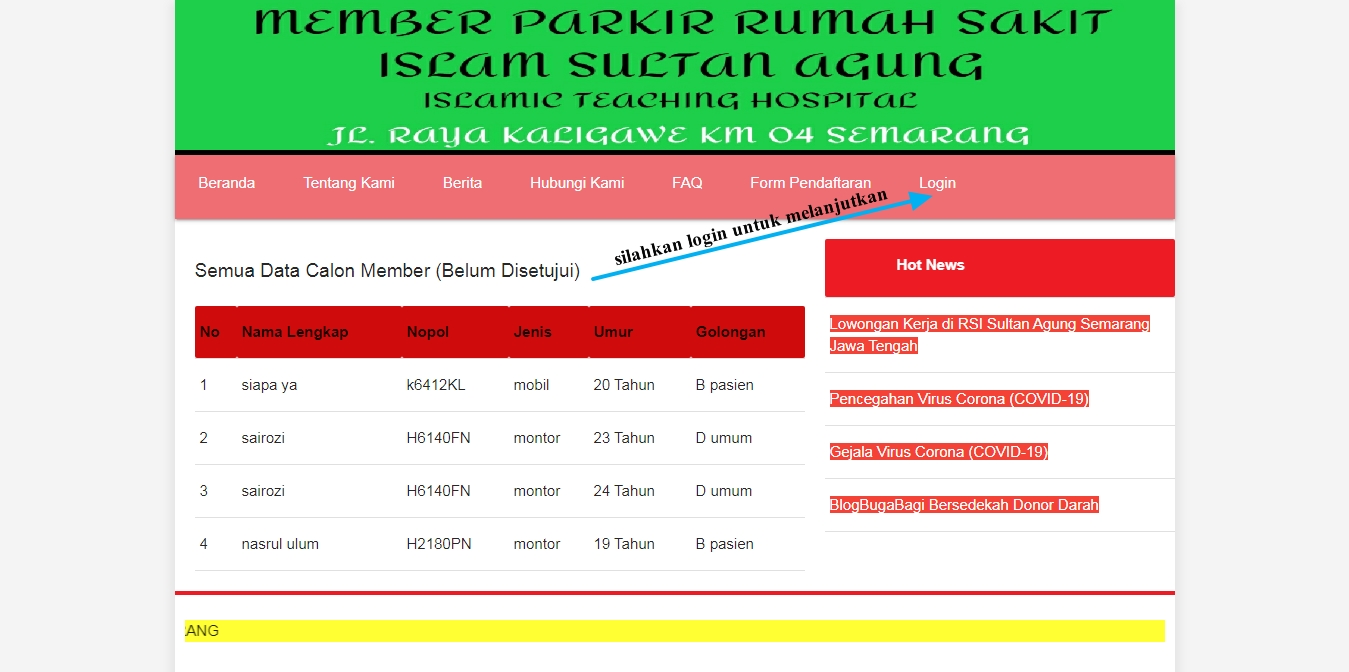 MEMBER PARKIR RUMAH SAKIT
ISLAM SULTAN AGUNG
ISLAMIC TEACHING HOSPITAL
JL. RAYA KALIGAWE KM 04 SEMARANG
Beranda Tentang Kami Berita Hubungi Kami FAQ Form Pendaftaran Login
silahkan login untuk melanjutkan
Semua Data Calon Member (Belum Disetujui)
No Nama Lengkap Nopol Jenis Umur Golongan
1 siapa ya k6412KL mobil 20 Tahun B pasien
2 sairozi H6140FN montor 23 Tahun D umum
3 sairozi H6140FN montor 24 Tahun D umum
4 nasrul ulum H2180PN montor 19 Tahun B pasien
Hot News
Lowongan Kerja di RSI Sultan Agung Semarang
Jawa Tengah
Pencegahan Virus Corona (COVID-19)
Gejala Virus Corona (COVID-19)
BlogBugaBagi Bersedekah Donor Darah
ANG